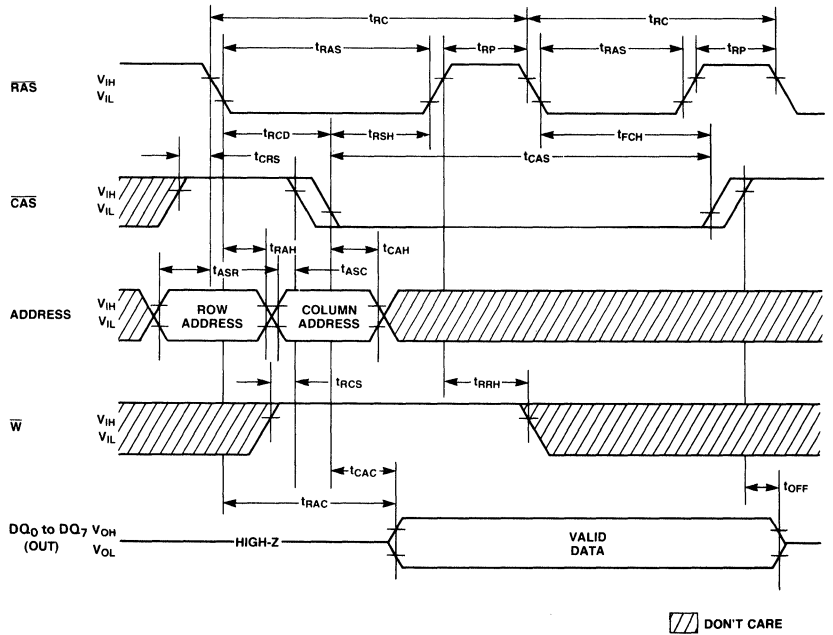 tRC tRC
tRAS tRP tRAS tRP
RAS VIH
VIL
tRCD tRSH tFCH
tCRS tCAS
CAS VIH
VIL
tRAH tCAH
tASR tASC
ADDRESS VIH
VIL
ROW ADDRESS
COLUMN ADDRESS
tRCS tRRH
W VIH
VIL
tCAC tOFF
tRAC
DQ0 to DQ7 VOH
(OUT) VOL
HIGH-Z
VALID DATA
DON'T CARE